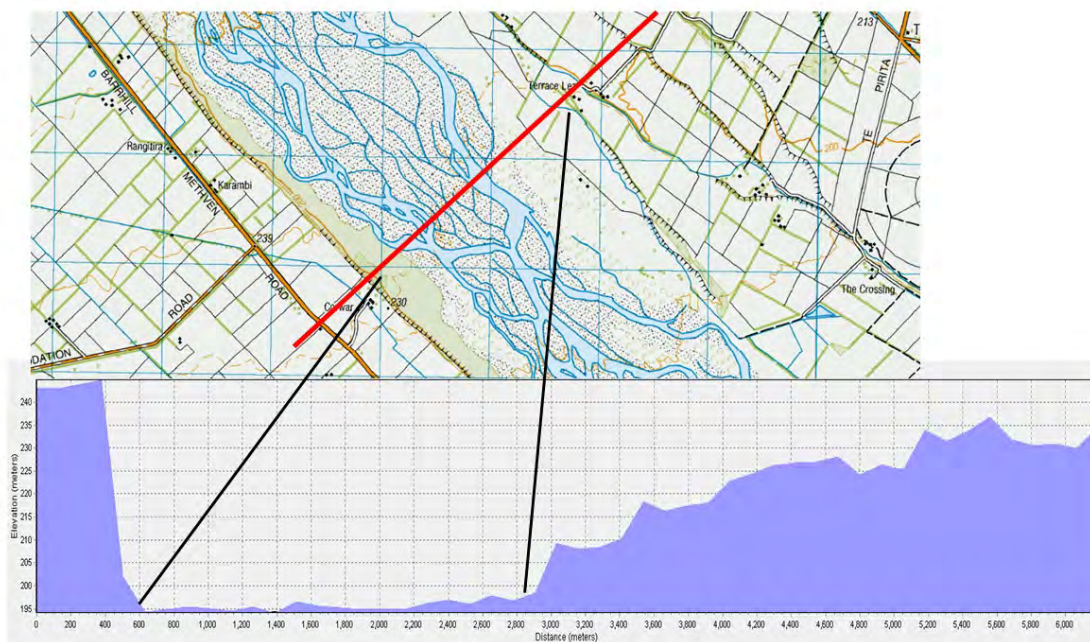 213
T
BARRHILL
Terrace Lea
PIRITA
Rangitira
METHVEN
200
TE
Karambi
239
ROAD
ROAD
230
The Crossing
DATION
Elevation (meters)
240
235
230
225
220
215
210
205
200
195
0 200 400 600 800 1,000 1,200 1,400 1,600 1,800 2,000 2,200 2,400 2,600 2,800 3,000 3,200 3,400 3,600 3,800 4,000 4,200 4,400 4,600 4,800 5,000 5,200 5,400 5,600 5,800 6,000
Distance (meters)